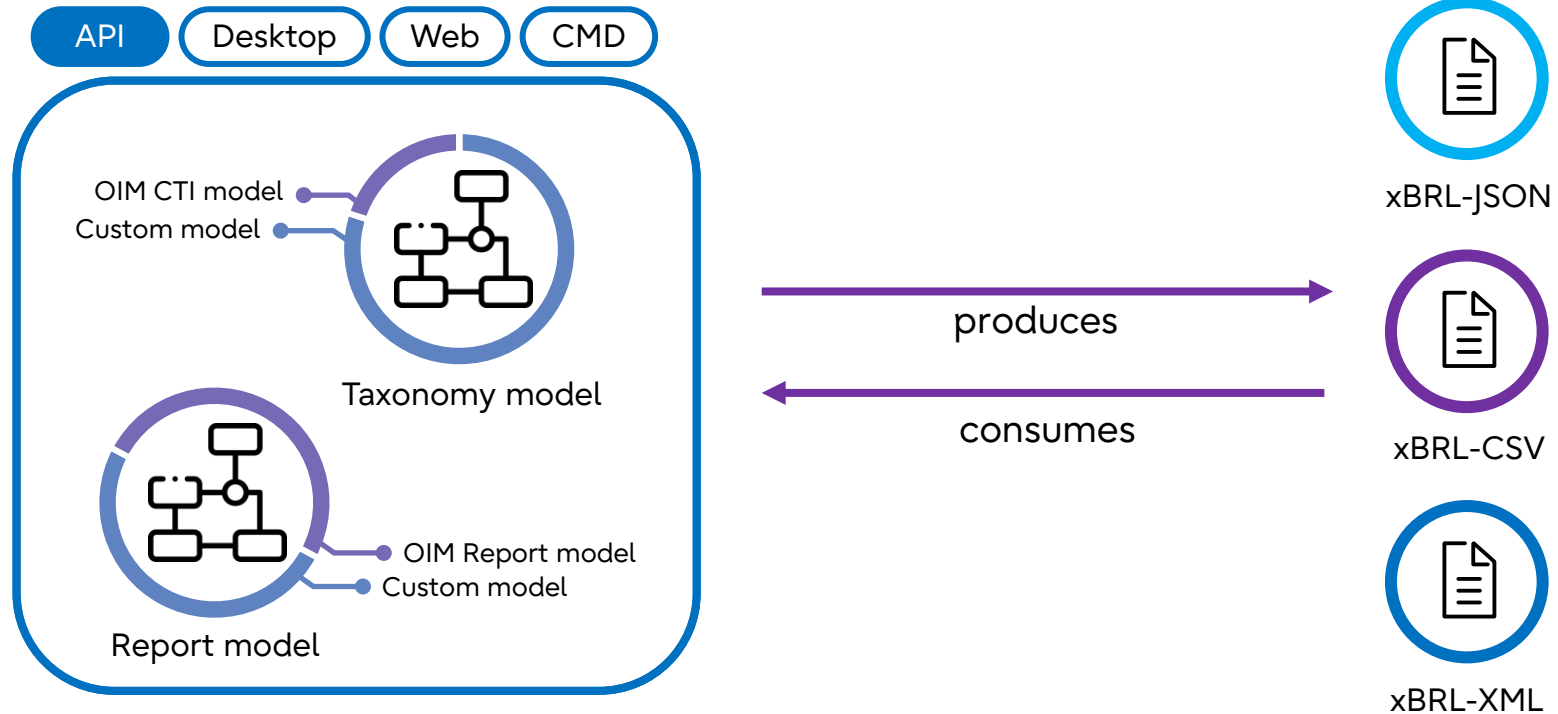 API
Desktop
Web
CMD
OIM CTI model
Custom model
Taxonomy model
OIM Report model
Custom model
Report model
produces
consumes
xBRL-JSON
xBRL-CSV
xBRL-XML